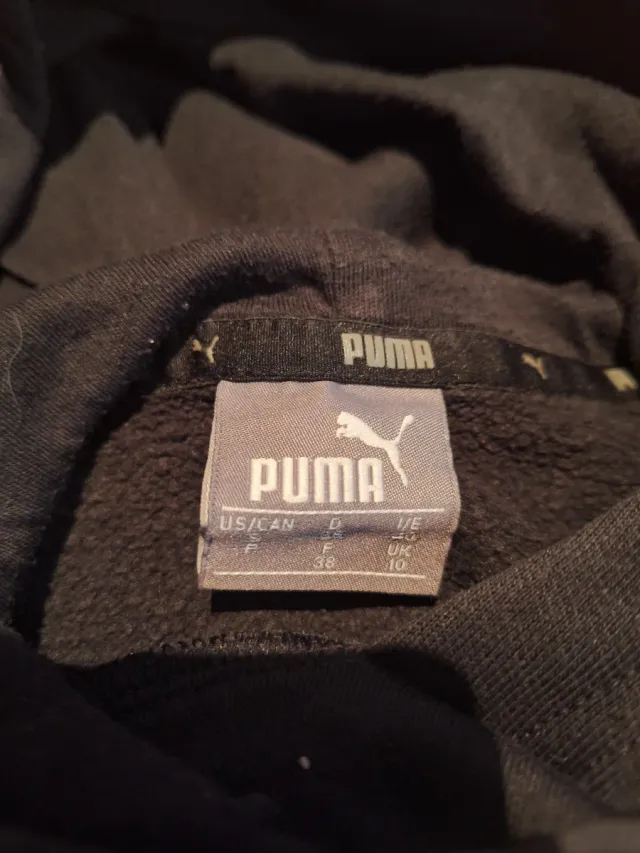 PUMA
PUMA
US/CAN D I/E
S
P F UK
38 10